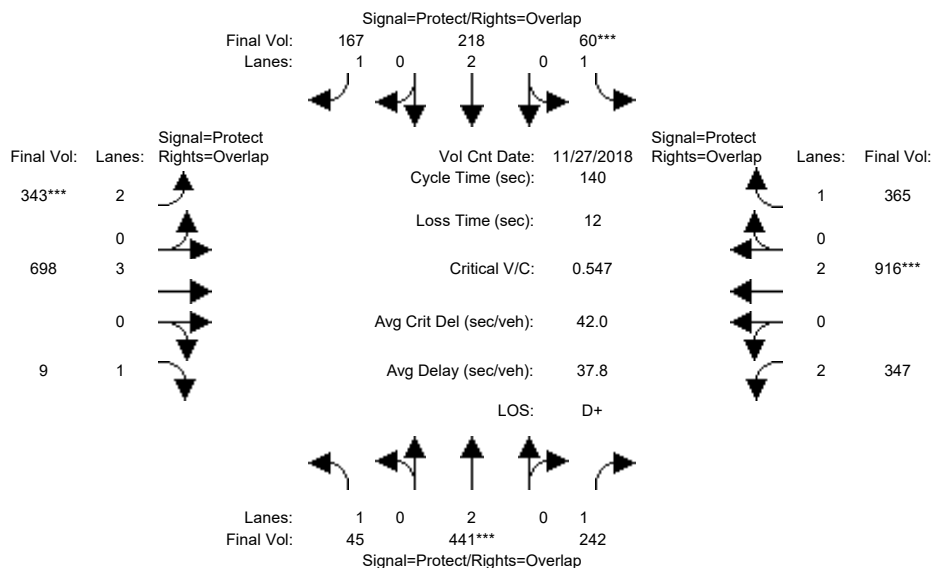 Signal=Protect/Rights=Overlap
Final Vol: 167 218 60***
Lanes: 1 0 2 0 1
Signal=Protect
Final Vol: Lanes: Rights=Overlap
Vol Cnt Date: 11/27/2018
Signal=Protect
Rights=Overlap Lanes: Final Vol:
Cycle Time (sec): 140
343*** 2
1 365
Loss Time (sec): 12
0
0
698 3
Critical V/C: 0.547
2 916***
0
Avg Crit Del (sec/veh): 42.0
0
9 1
Avg Delay (sec/veh): 37.8
2 347
LOS: D+
Lanes: 1 0 2 0 1
Final Vol: 45 441*** 242
Signal=Protect/Rights=Overlap